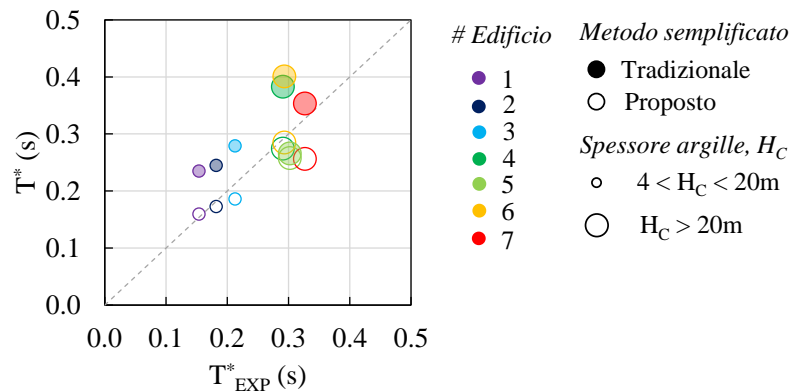 0.5
0.4
0.3
0.2
0.1
0.0
T* (s)
0.0 0.1 0.2 0.3 0.4 0.5
T*EXP (s)
# Edificio
1
2
3
4
5
6
7
Metodo semplificato
Tradizionale
Proposto
Spessore argille, HC
4 < HC < 20m
HC > 20m